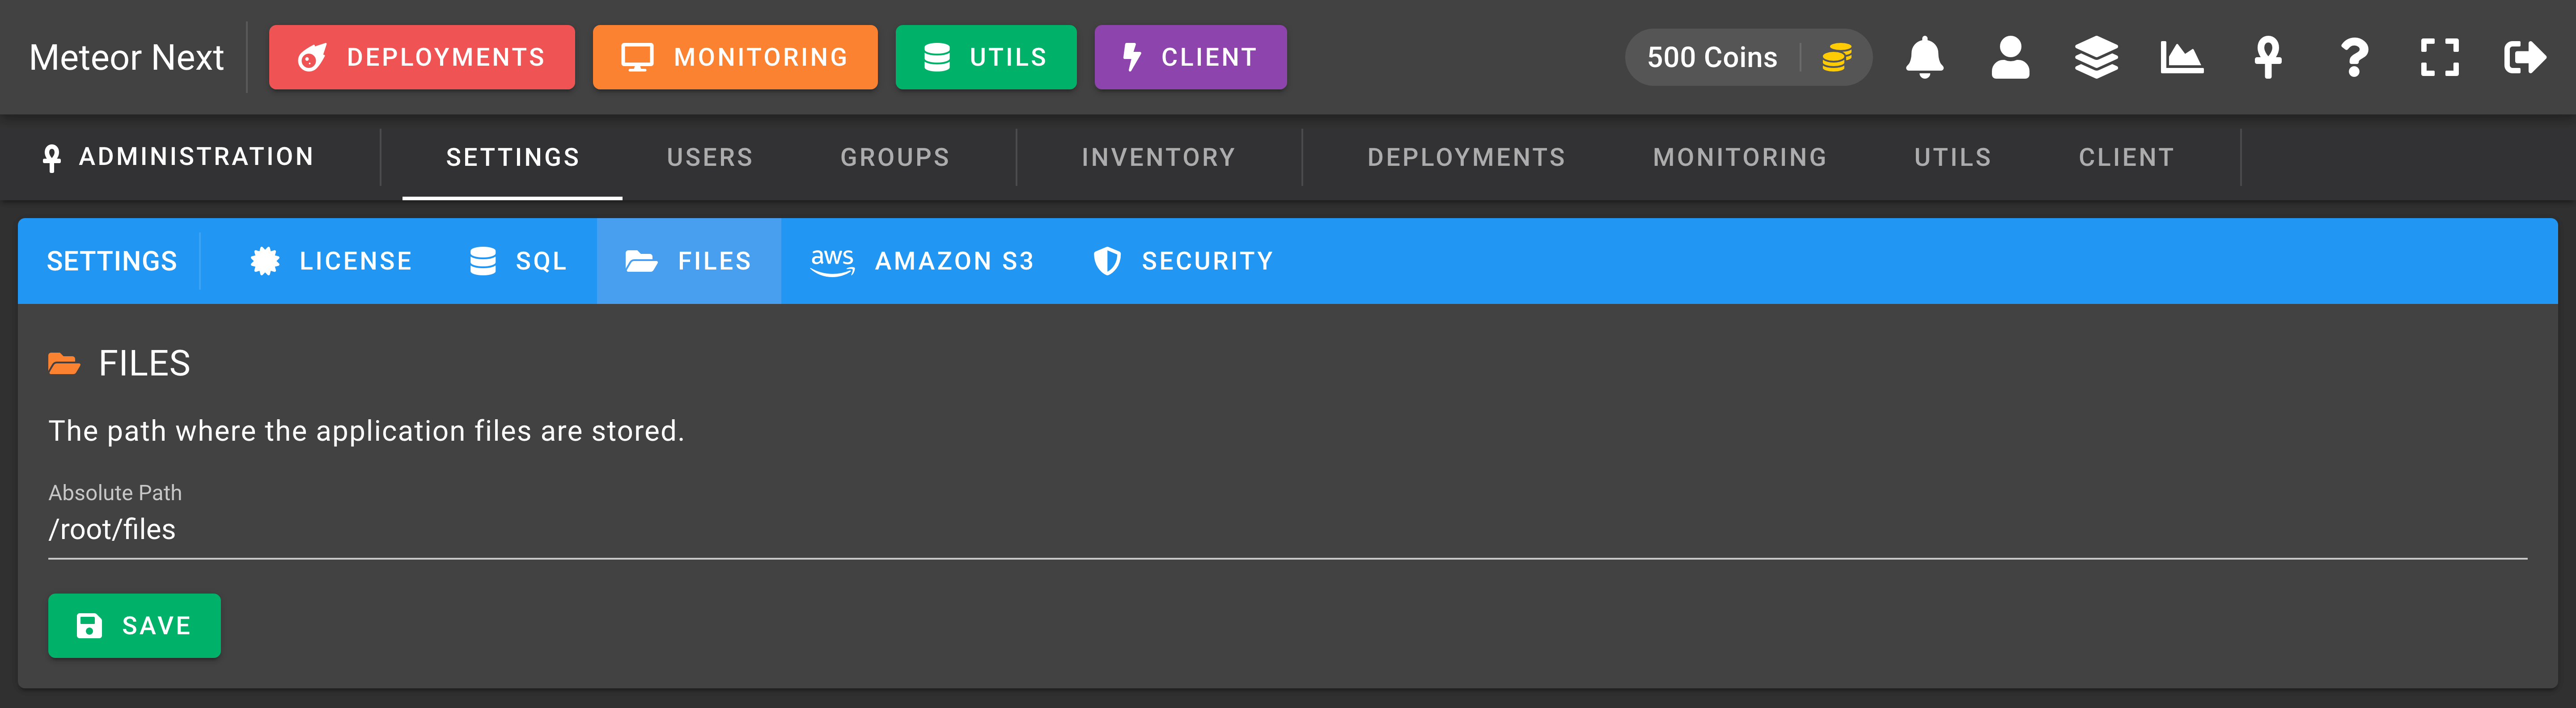 Meteor Next DEPLOYMENTS MONITORING UTILS CLIENT 500 Coins
ADMINISTRATION SETTINGS USERS GROUPS INVENTORY DEPLOYMENTS MONITORING UTILS CLIENT
SETTINGS LICENSE SQL FILES aws AMAZON S3 SECURITY
FILES
The path where the application files are stored.
Absolute Path
/root/files
SAVE